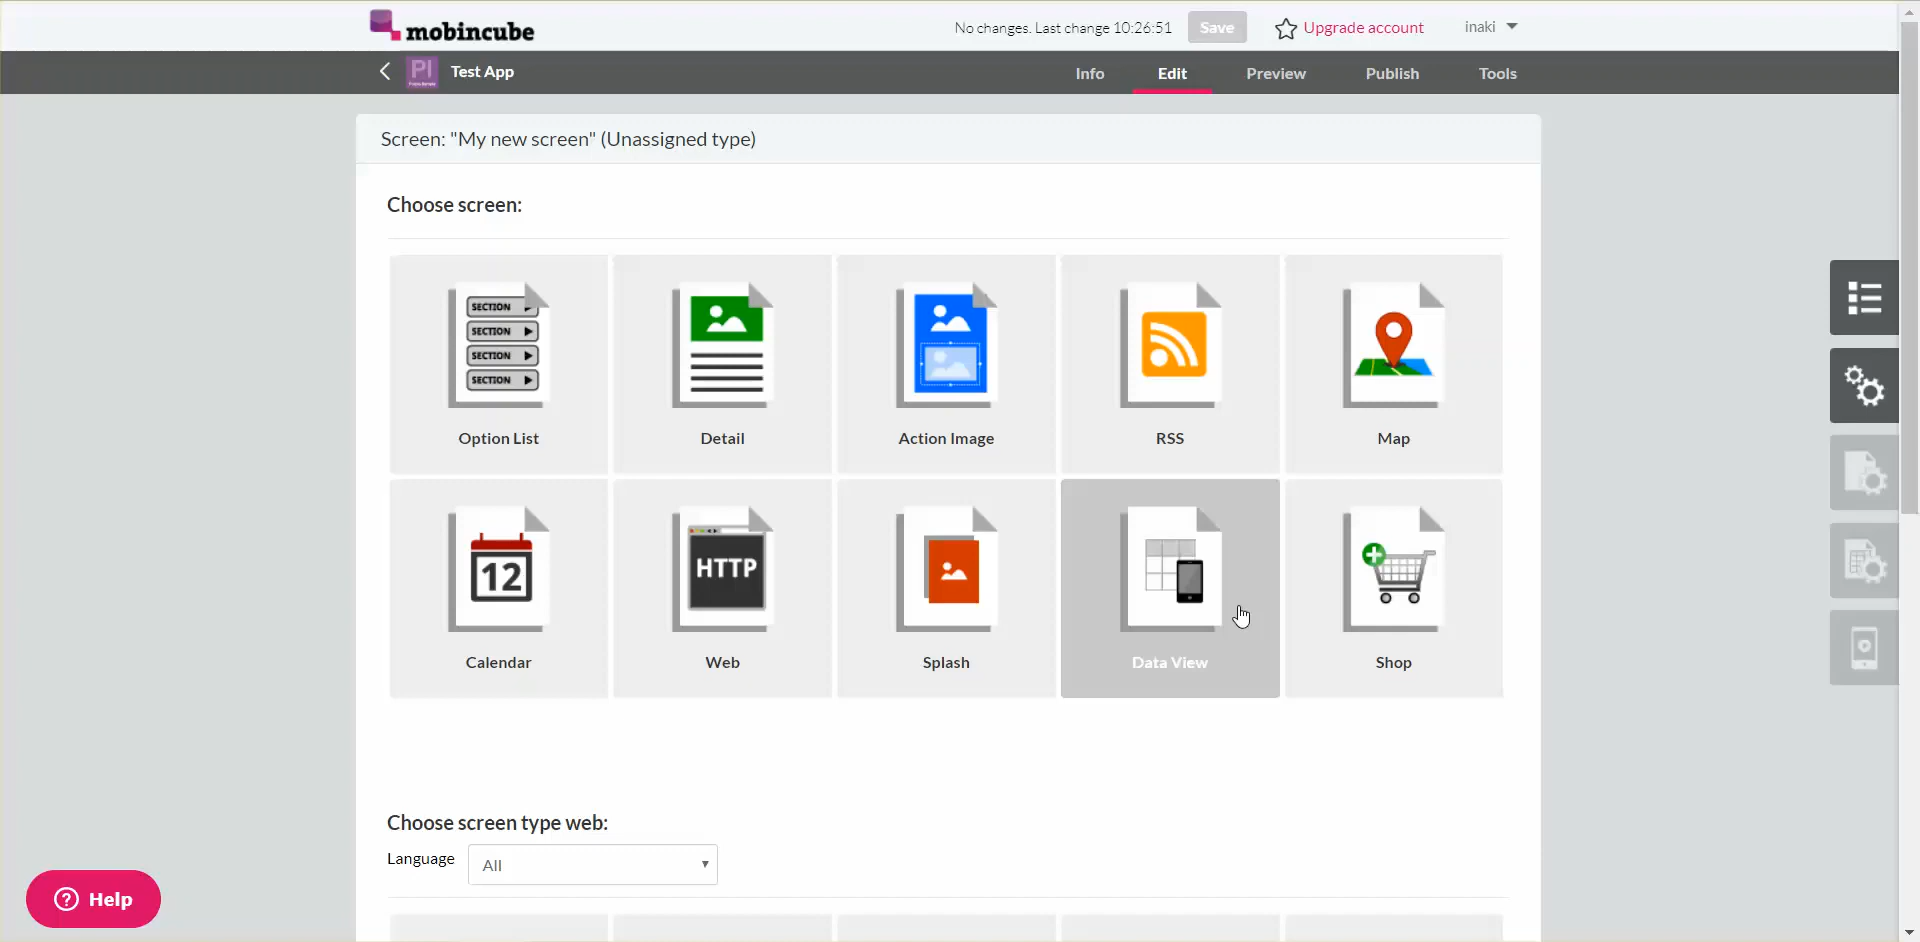 mobincube
No changes. Last change 10:26:51
Save
Upgrade account
inaki
PI
Test App
Info
Edit
Preview
Publish
Tools
Screen: "My new screen" (Unassigned type)
Choose screen:
SECTION
SECTION
SECTION
SECTION
Option List
Detail
Action Image
RSS
Map
12
HTTP
Calendar
Web
Splash
Data View
Shop
Choose screen type web:
Language
All
Help